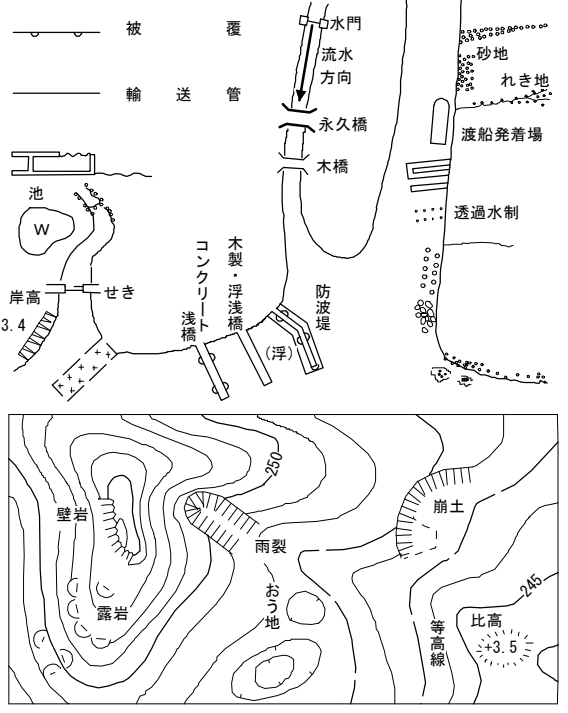 被覆
水門
流水
方向
砂地
れき地
輸送管
永久橋
渡船発着場
木橋
池
W
透過水制
岸高
せき
3.4
コンクリート
浅橋
木製・浮浅橋
防波堤
(浮)
250
壁岩
崩土
雨裂
おう地
露岩
等高線
245
比高
+3.5